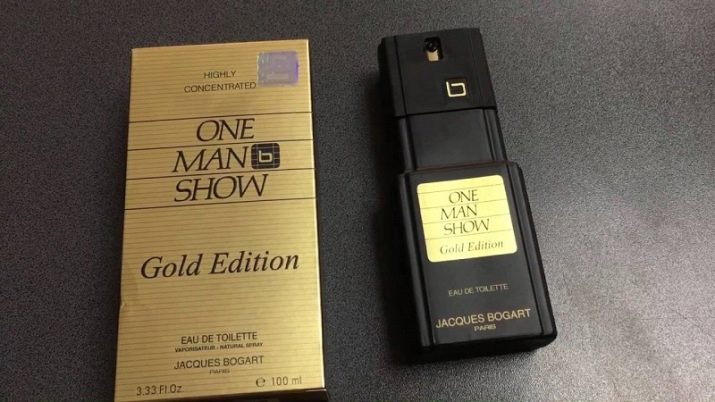 HIGHLY
CONCENTRATED
ONE
MAN b
SHOW
Gold Edition
EAU DE TOILETTE
VAPORISATEUR - NATURAL SPRAY
JACQUES BOGART
PARIS
3.33 Fl Oz. e 100 ml
b
ONE
MAN
SHOW
Gold Edition
EAU DE TOILETTE
JACQUES BOGART
PARIS